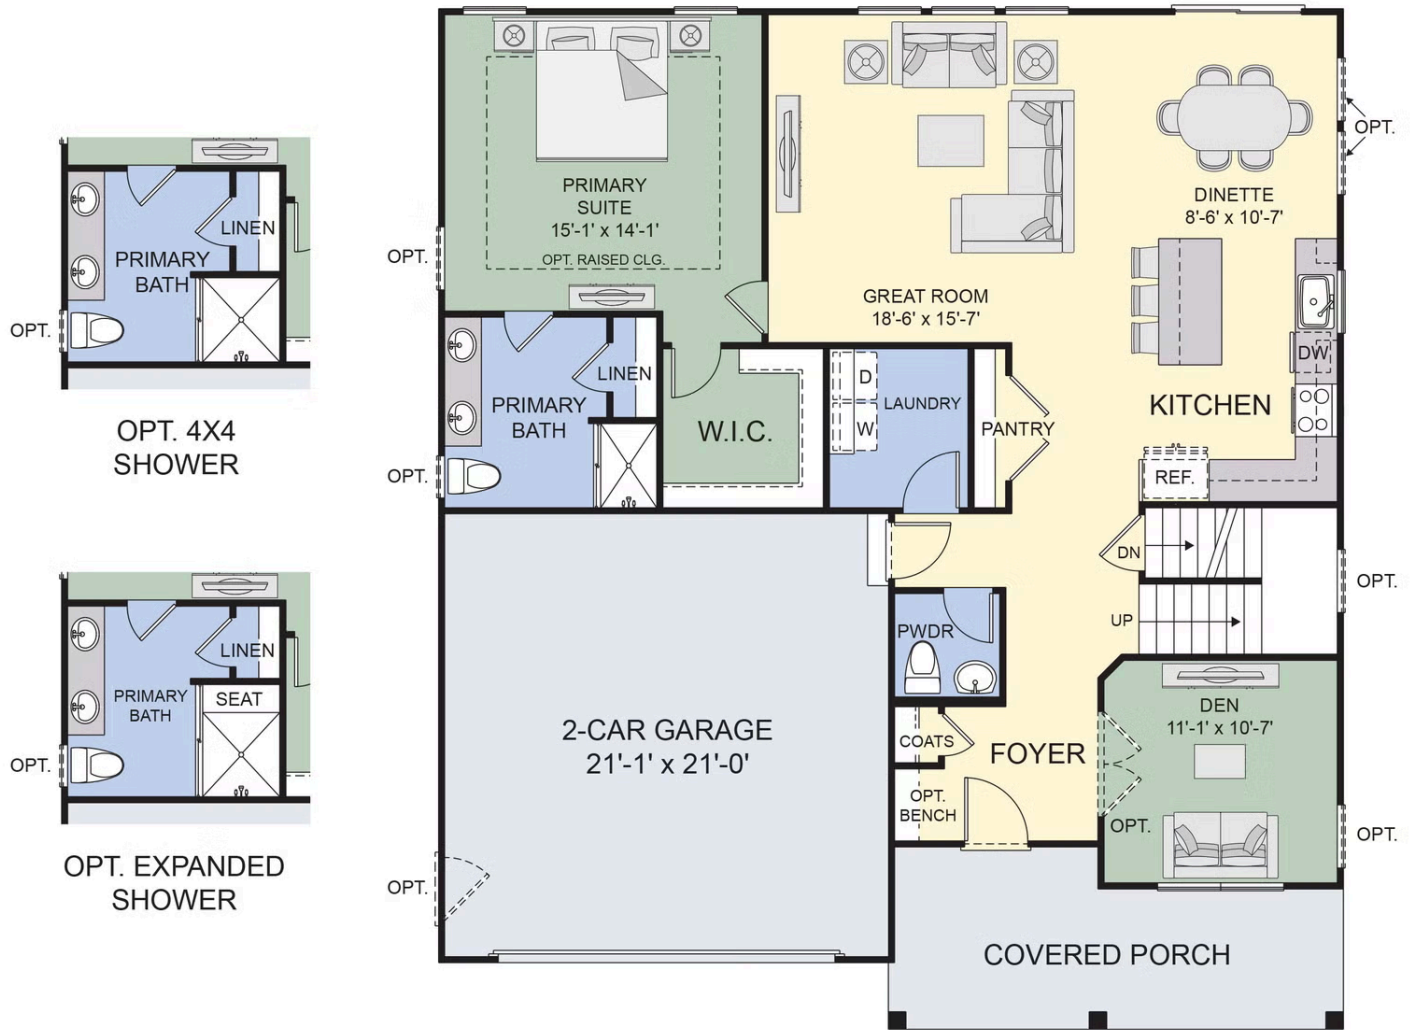 PRIMARY
SUITE
15'-1' x 14'-1'
OPT. RAISED CLG.
OPT.
GREAT ROOM
18'-6' x 15'-7'
DINETTE
8'-6' x 10'-7'
OPT.
KITCHEN
DW
REF.
PRIMARY
BATH
LINEN
OPT.
W.I.C.
D
W
LAUNDRY
PANTRY
DN
UP
OPT.
PWDR
2-CAR GARAGE
21'-1' x 21'-0'
OPT.
COATS
OPT.
BENCH
FOYER
DEN
11'-1' x 10'-7'
OPT.
OPT.
COVERED PORCH
LINEN
PRIMARY
BATH
OPT.
OPT. 4X4
SHOWER
LINEN
PRIMARY
BATH
SEAT
OPT.
OPT. EXPANDED
SHOWER